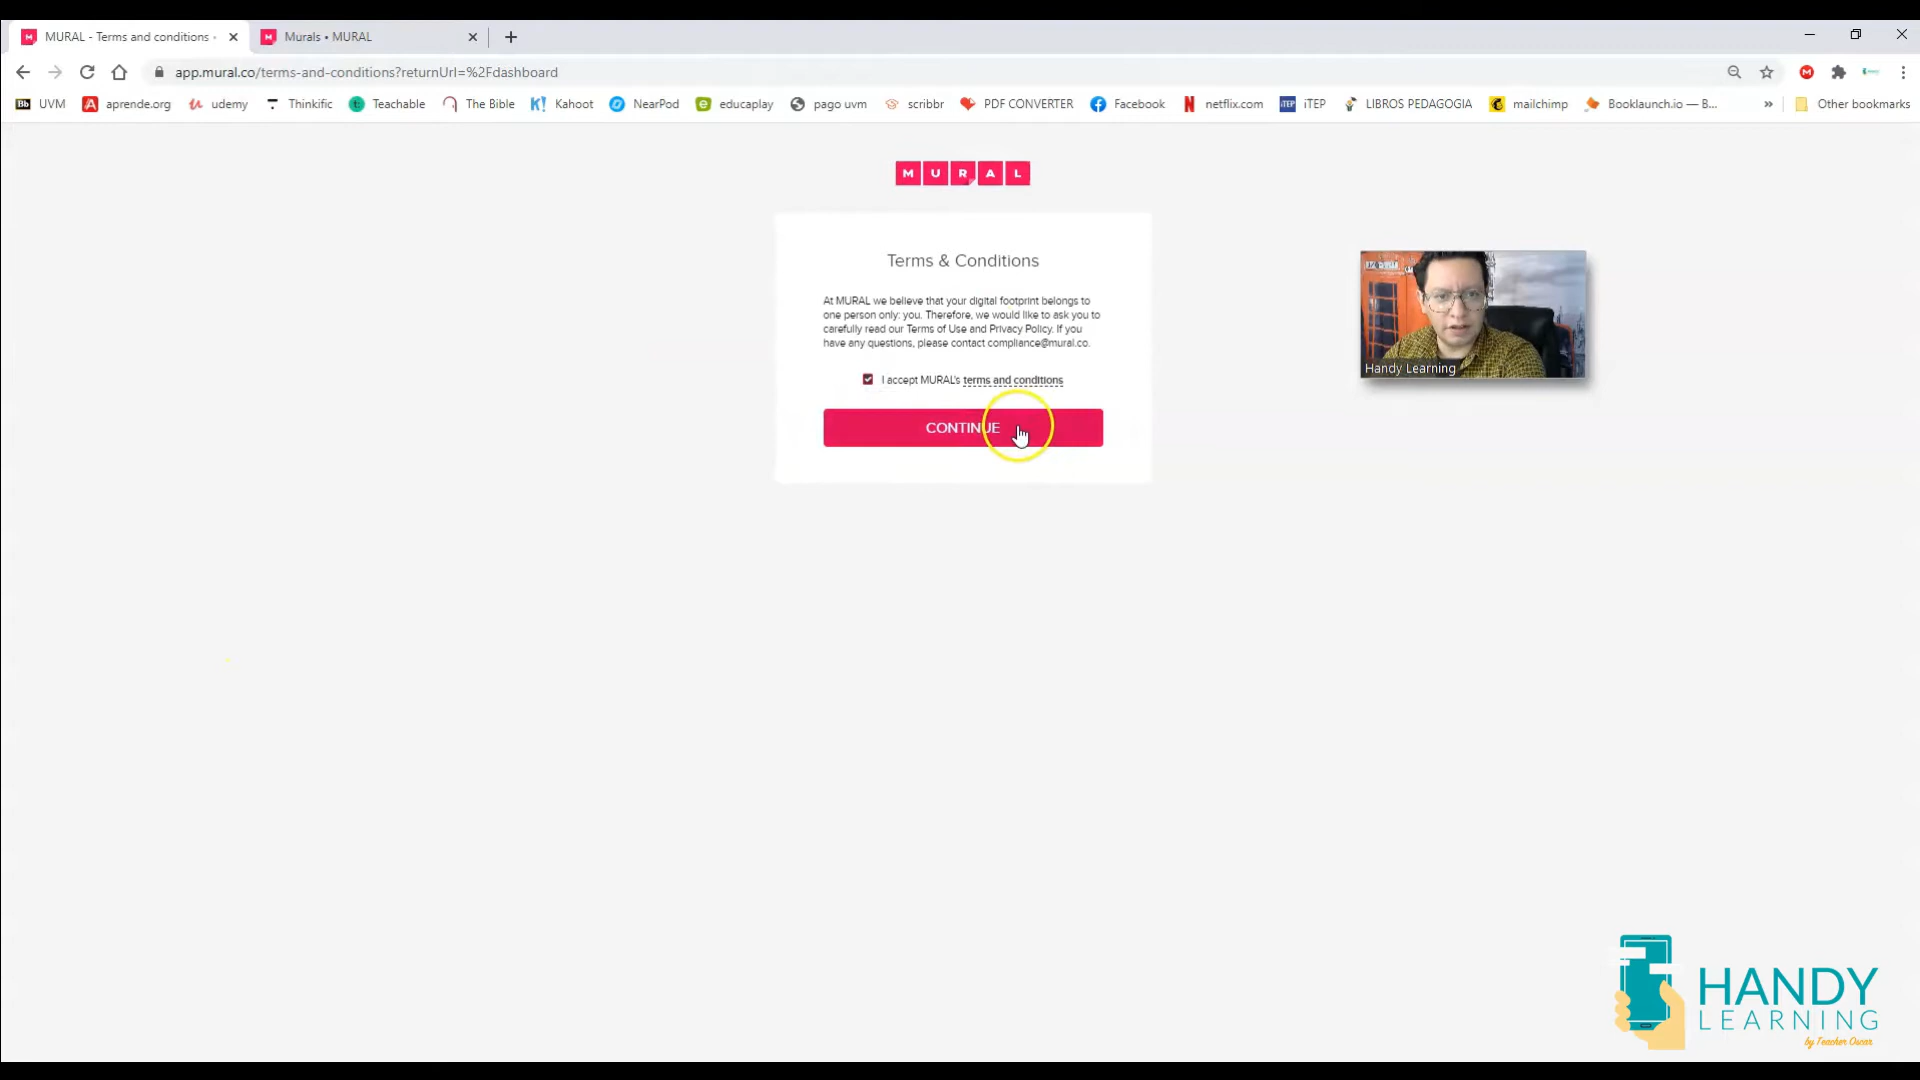 MURAL - Terms and conditions -
Murals • MURAL
app.mural.co/terms-and-conditions?returnUrl=%2Fdashboard
UVM
aprende.org
udemy
Thinkific
Teachable
The Bible
Kahoot
NearPod
educaplay
pago uvm
scribbr
PDF CONVERTER
Facebook
netflix.com
iTEP
LIBROS PEDAGOGIA
mailchimp
Booklaunch.io — B...
»
Other bookmarks
MURAL
Terms & Conditions
At MURAL we believe that your digital footprint belongs to
one person only: you. Therefore, we would like to ask you to
carefully read our Terms of Use and Privacy Policy. If you
have any questions, please contact compliance@mural.co.
I accept MURAL's terms and conditions
CONTINUE
Handy Learning
HANDY
LEARNING
by Teacher Oscar